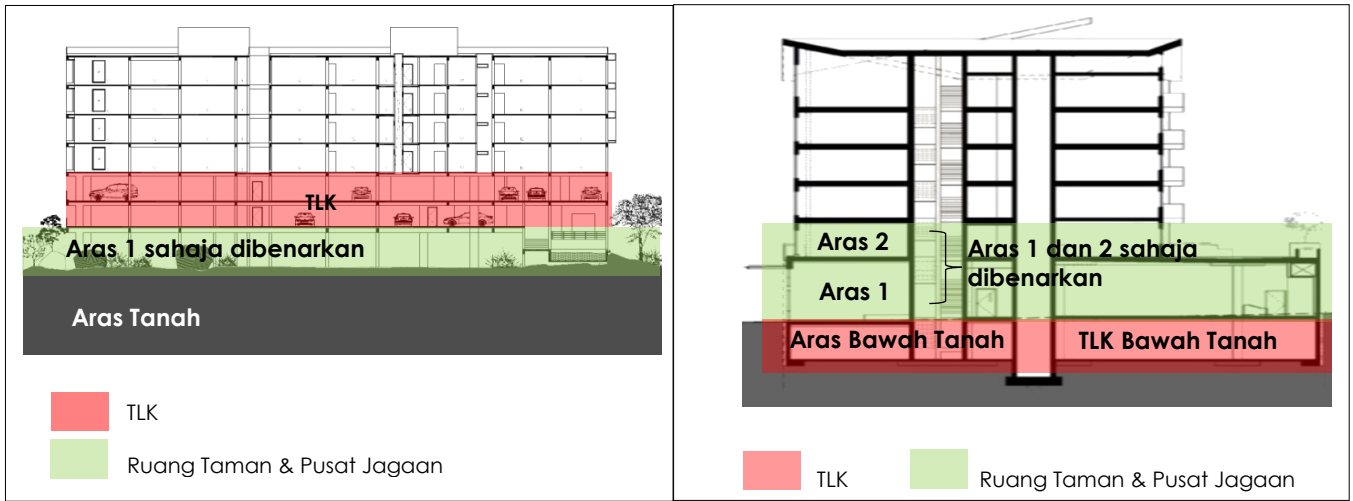 TLK
Aras 1 sahaja dibenarkan
Aras Tanah
TLK
Ruang Taman & Pusat Jagaan
Aras 2
Aras 1
Aras 1 dan 2 sahaja
dibenarkan
Aras Bawah Tanah
TLK Bawah Tanah
TLK
Ruang Taman & Pusat Jagaan